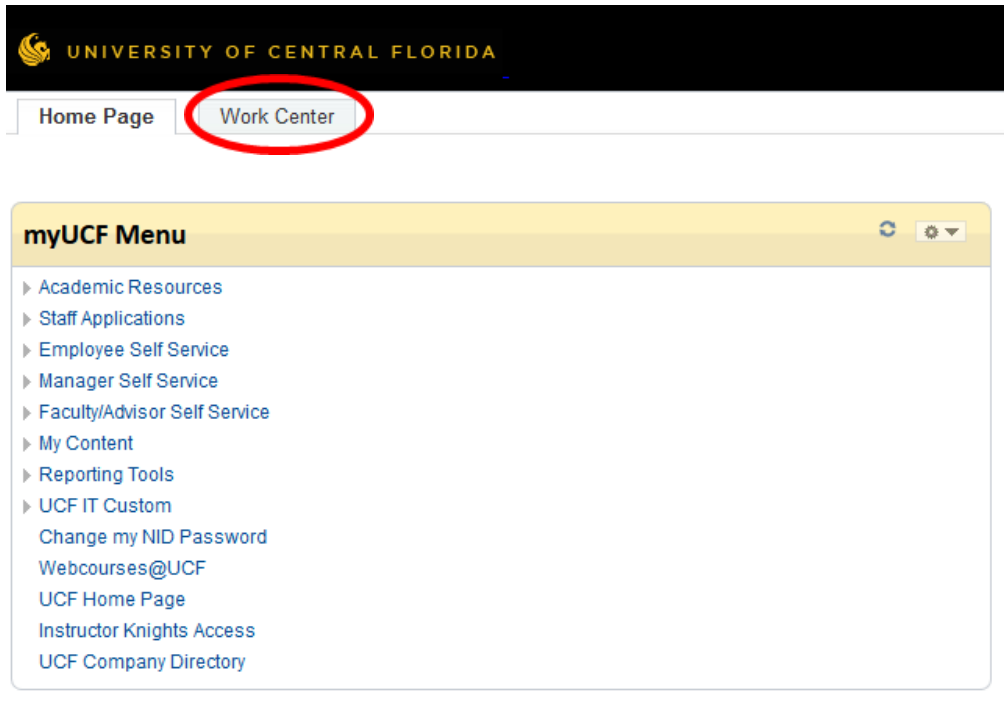 UNIVERSITY OF CENTRAL FLORIDA
Home Page Work Center
myUCF Menu
Academic Resources
Staff Applications
Employee Self Service
Manager Self Service
Faculty/Advisor Self Service
My Content
Reporting Tools
UCF IT Custom
Change my NID Password
Webcourses@UCF
UCF Home Page
Instructor Knights Access
UCF Company Directory